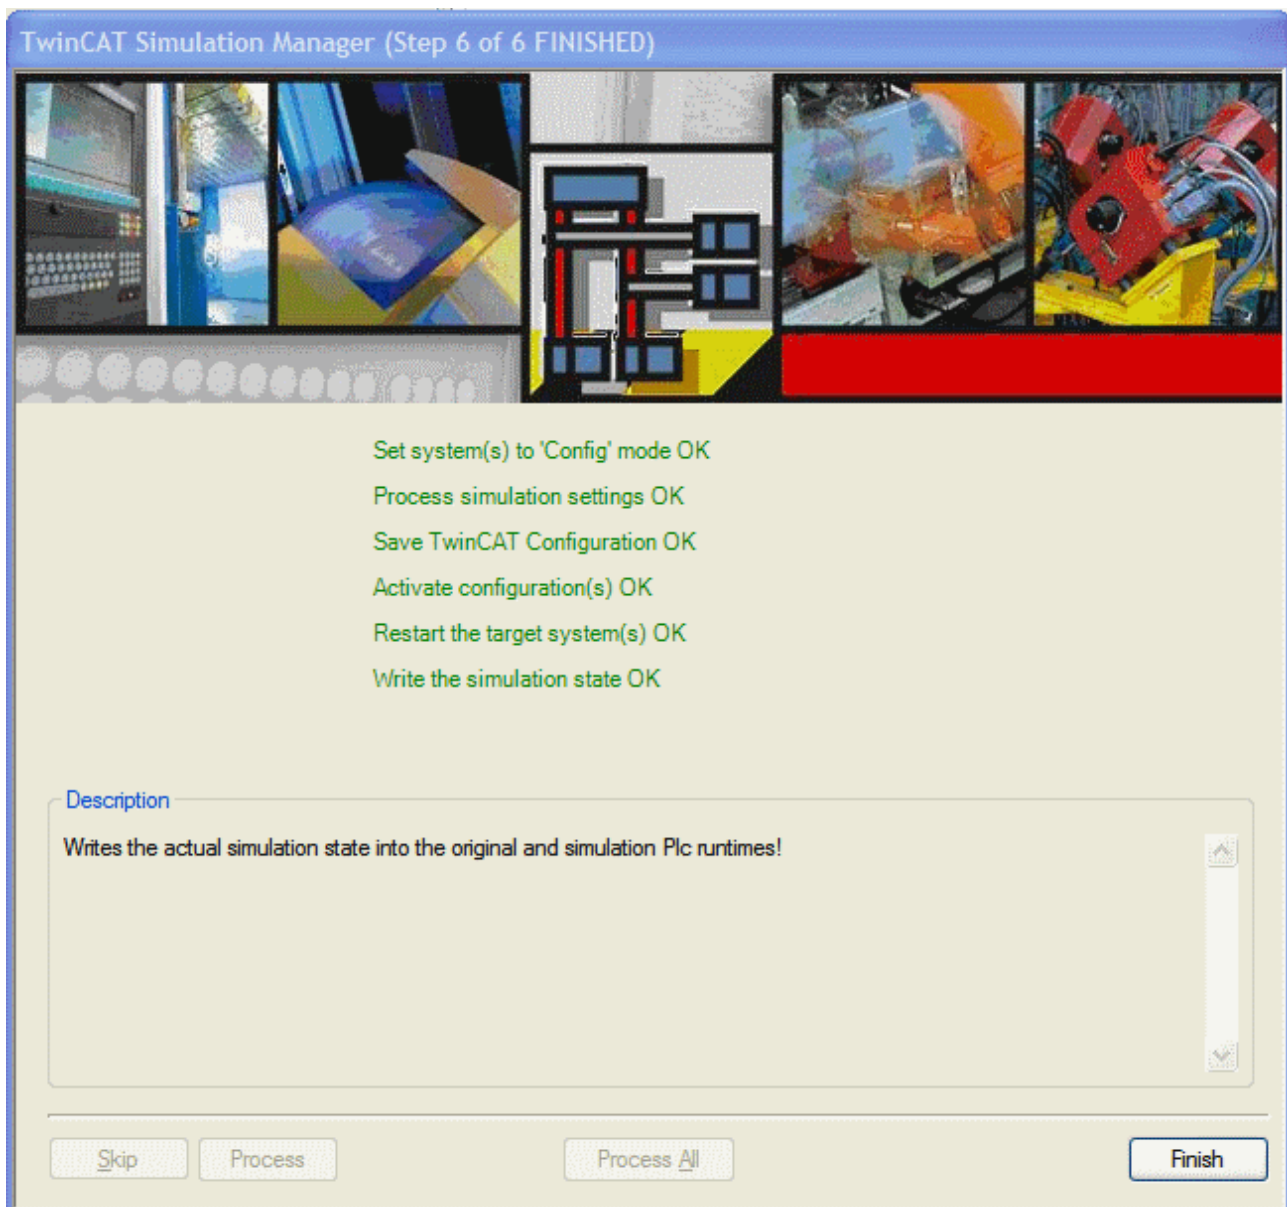 TwinCAT Simulation Manager (Step 6 of 6 FINISHED)
Set system(s) to 'Config' mode OK
Process simulation settings OK
Save TwinCAT Configuration OK
Activate configuration(s) OK
Restart the target system(s) OK
Write the simulation state OK
Description
Writes the actual simulation state into the original and simulation Plc runtimes!
Skip Process Process All Finish